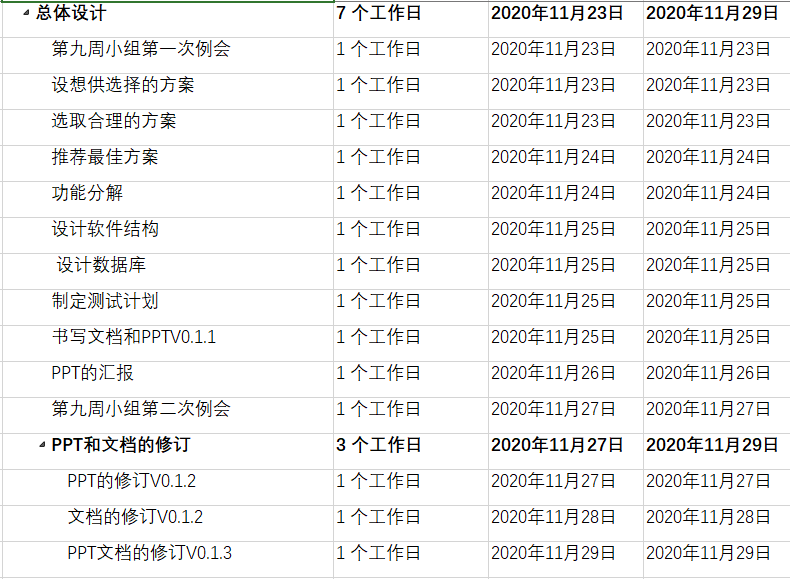 总体设计 7 个工作日 2020年11月23日 2020年11月29日
第九周小组第一次例会 1 个工作日 2020年11月23日 2020年11月23日
设想供选择的方案 1 个工作日 2020年11月23日 2020年11月23日
选取合理的方案 1 个工作日 2020年11月23日 2020年11月23日
推荐最佳方案 1 个工作日 2020年11月24日 2020年11月24日
功能分解 1 个工作日 2020年11月24日 2020年11月24日
设计软件结构 1 个工作日 2020年11月25日 2020年11月25日
设计数据库 1 个工作日 2020年11月25日 2020年11月25日
制定测试计划 1 个工作日 2020年11月25日 2020年11月25日
书写文档和PPTV0.1.1 1 个工作日 2020年11月25日 2020年11月25日
PPT的汇报 1 个工作日 2020年11月26日 2020年11月26日
第九周小组第二次例会 1 个工作日 2020年11月27日 2020年11月27日
PPT和文档的修订 3 个工作日 2020年11月27日 2020年11月29日
PPT的修订V0.1.2 1 个工作日 2020年11月27日 2020年11月27日
文档的修订V0.1.2 1 个工作日 2020年11月28日 2020年11月28日
PPT文档的修订V0.1.3 1 个工作日 2020年11月29日 2020年11月29日